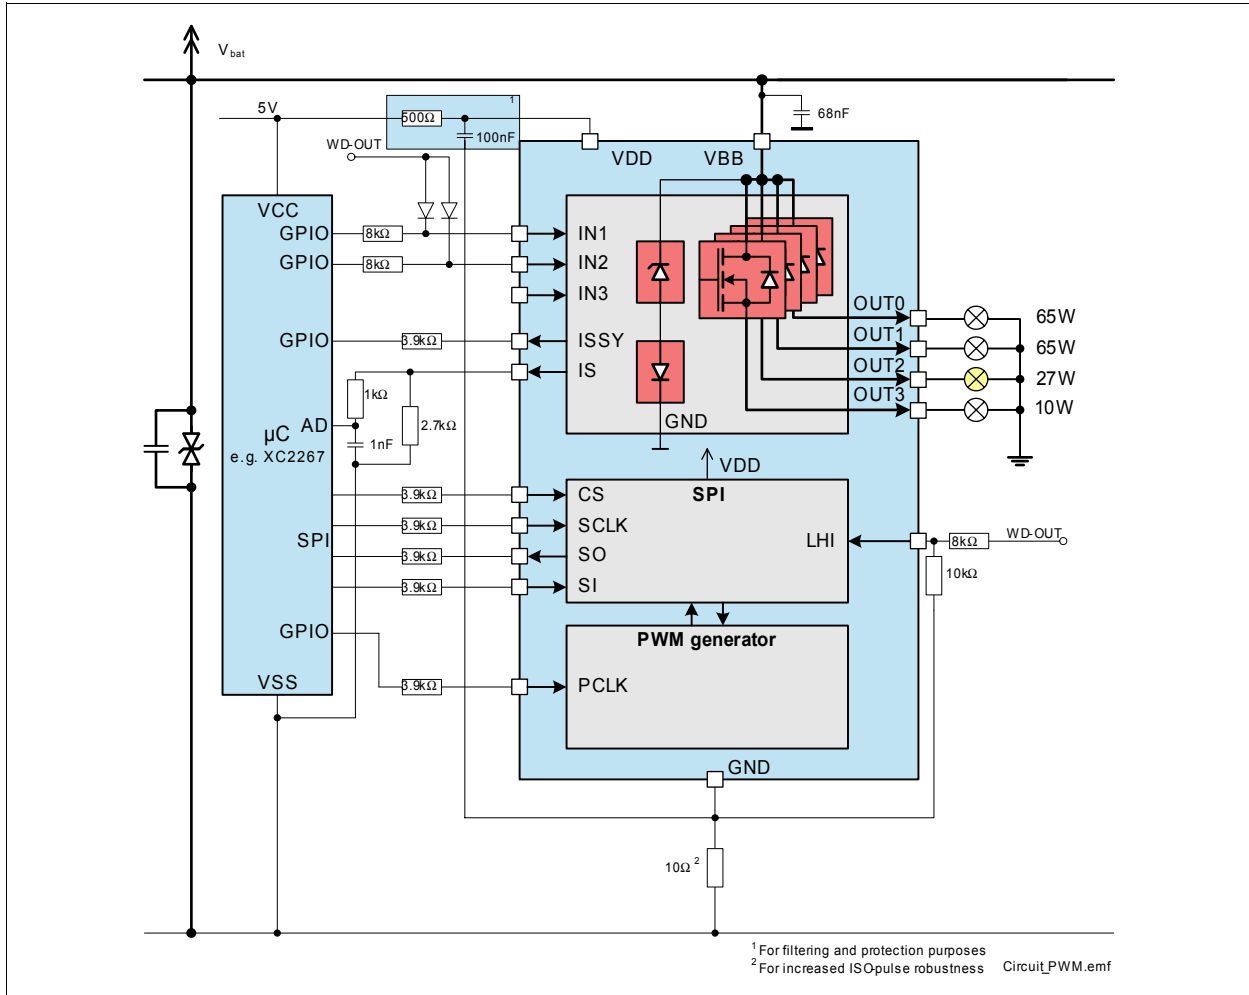 V bat
1
5V
500Ω
100nF
68nF
WD-OUT
VDD
VBB
VCC
GPIO
8kΩ
IN1
GPIO
8kΩ
IN2
IN3
OUT0
65W
GPIO
3.9kΩ
ISSY
OUT1
65W
IS
OUT2
27W
1kΩ
OUT3
10W
AD
2.7kΩ
GND
µC
1nF
e.g. XC2267
VDD
SPI
3.9kΩ
CS
3.9kΩ
SCLK
SPI
LHI
8kΩ
WD-OUT
3.9kΩ
SO
10kΩ
3.9kΩ
SI
GPIO
PWM generator
VSS
3.9kΩ
PCLK
GND
10Ω 2
1 For filtering and protection purposes
2 For increased ISO-pulse robustness
Circuit_PWM.emf